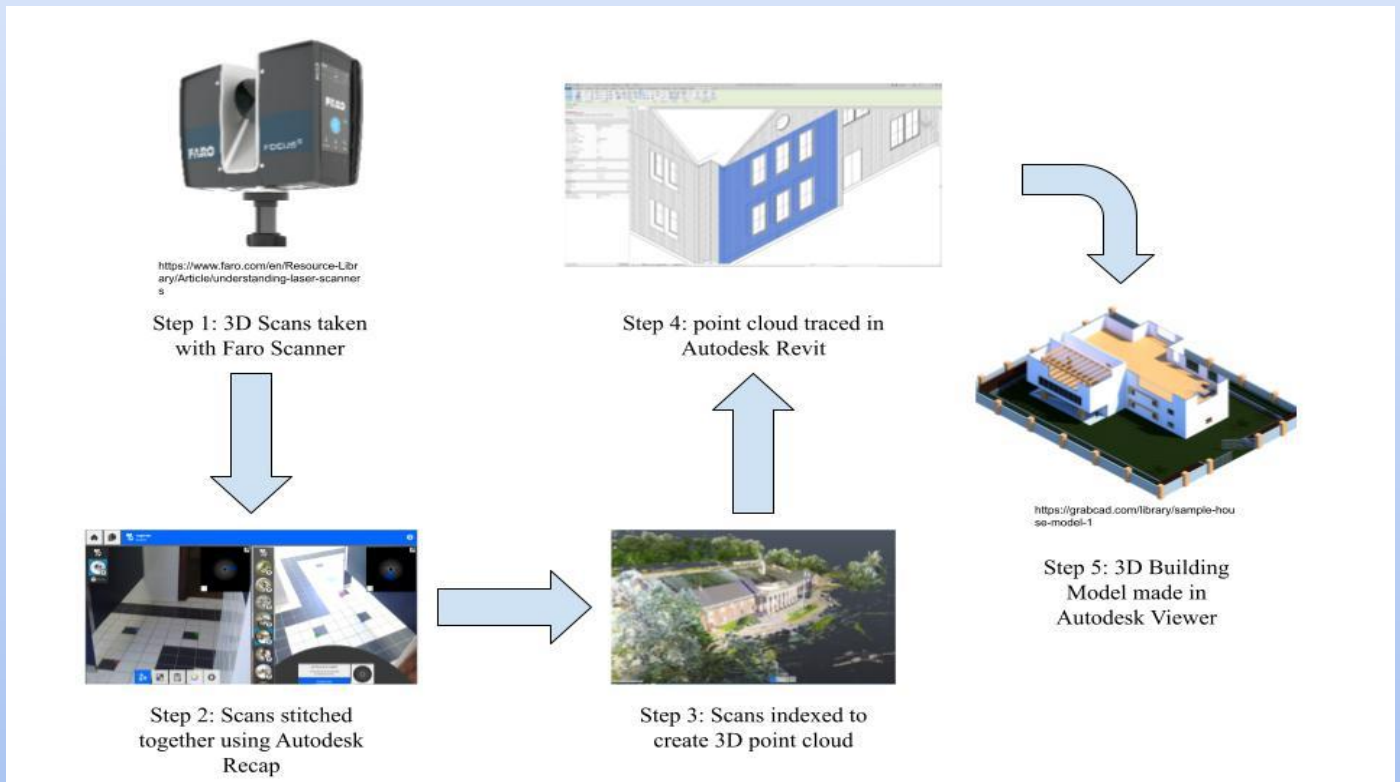 FARO
FARO
FOCUS
https://www.faro.com/en/Resource-Libr
ary/Article/understanding-laser-scanner
s
Step 1: 3D Scans taken
with Faro Scanner
Step 2: Scans stitched
together using Autodesk
Recap
Step 3: Scans indexed to
create 3D point cloud
Step 4: point cloud traced in
Autodesk Revit
https://grabcad.com/library/sample-hou
se-model-1
Step 5: 3D Building
Model made in
Autodesk Viewer